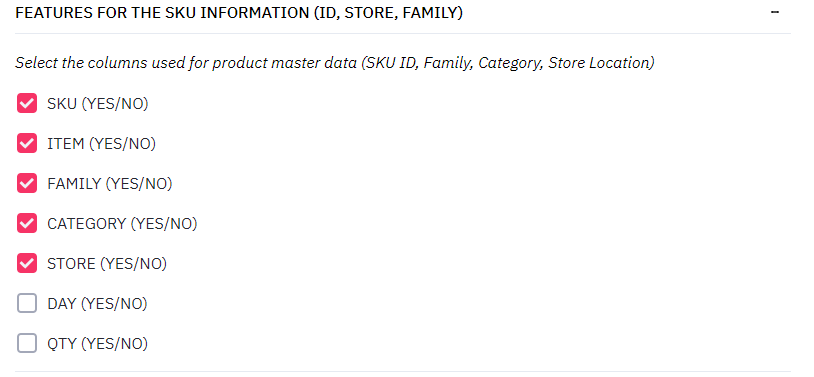 FEATURES FOR THE SKU INFORMATION (ID, STORE, FAMILY)
Select the columns used for product master data (SKU ID, Family, Category, Store Location)
SKU (YES/NO)
ITEM (YES/NO)
FAMILY (YES/NO)
CATEGORY (YES/NO)
STORE (YES/NO)
DAY (YES/NO)
QTY (YES/NO)